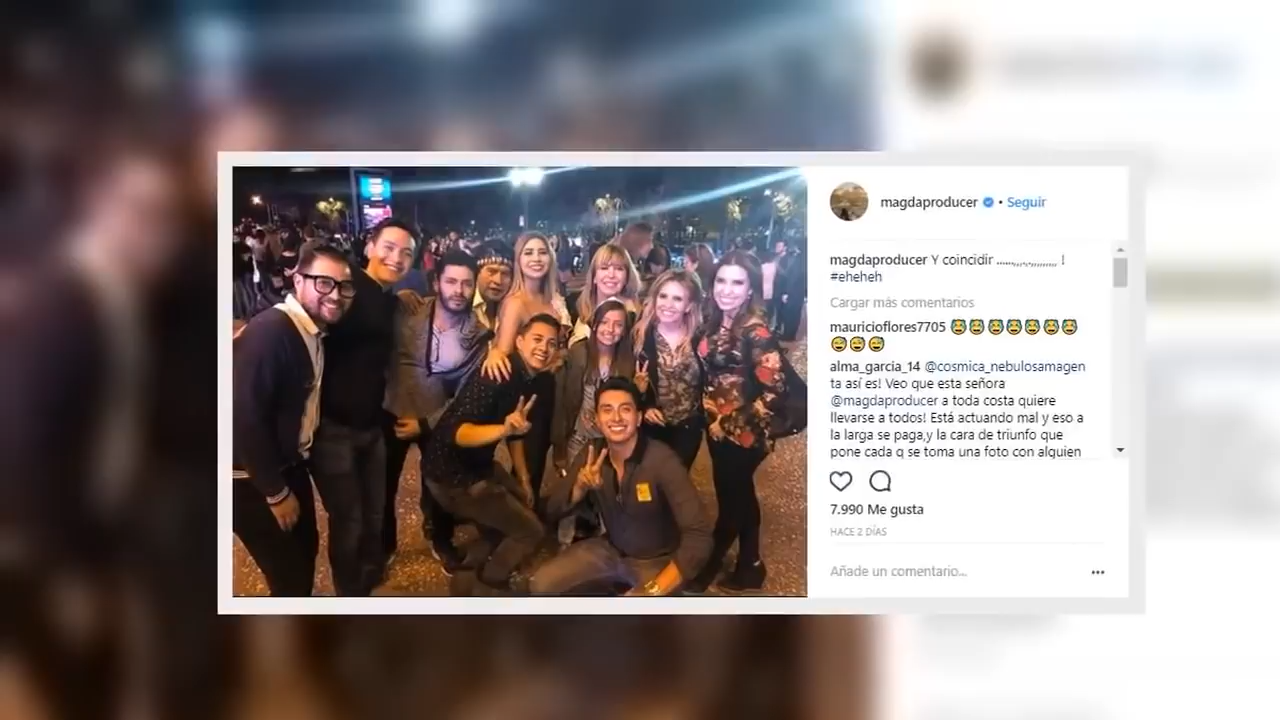 magdaproducer • Seguir
magdaproducer Y coincidir ......,,,.,.,,,,,,,,,, !
#eheheh
Cargar más comentarios
mauricioflores7705 😹😹😹😹😹😹😹
😅😅😅
alma_garcia_14 @cosmica_nebulosamagen
ta así es! Veo que esta señora
@magdaproducer a toda costa quiere
llevarse a todos! Está actuando mal y eso a
la larga se paga,y la cara de triunfo que
pone cada q se toma una foto con alguien
7.990 Me gusta
HACE 2 DÍAS
Añade un comentario...